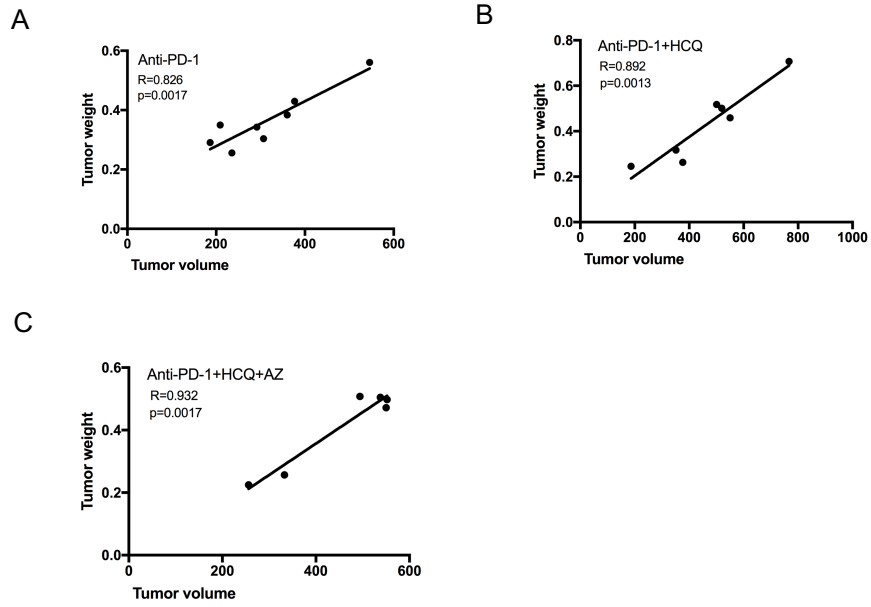 A
Anti-PD-1
R=0.826
p=0.0017
Tumor weight
0.6
0.4
0.2
0.0
0 200 400 600
Tumor volume
B
Anti-PD-1+HCQ
R=0.892
p=0.0013
Tumor weight
0.8
0.6
0.4
0.2
0.0
0 200 400 600 800 1000
Tumor volume
C
Anti-PD-1+HCQ+AZ
R=0.932
p=0.0017
Tumor weight
0.6
0.4
0.2
0.0
0 200 400 600
Tumor volume